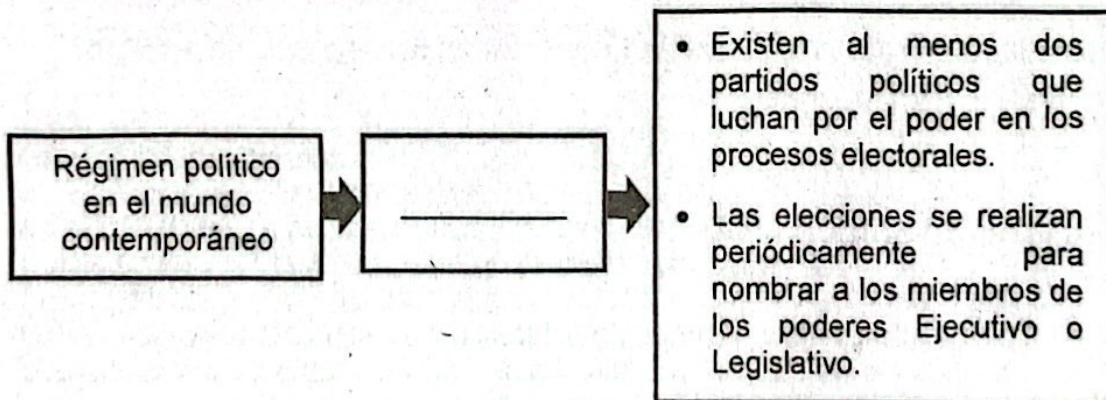 Régimen político
en el mundo
contemporáneo
• Existen al menos dos
partidos políticos que
luchan por el poder en los
procesos electorales.
• Las elecciones se realizan
periódicamente para
nombrar a los miembros de
los poderes Ejecutivo o
Legislativo.